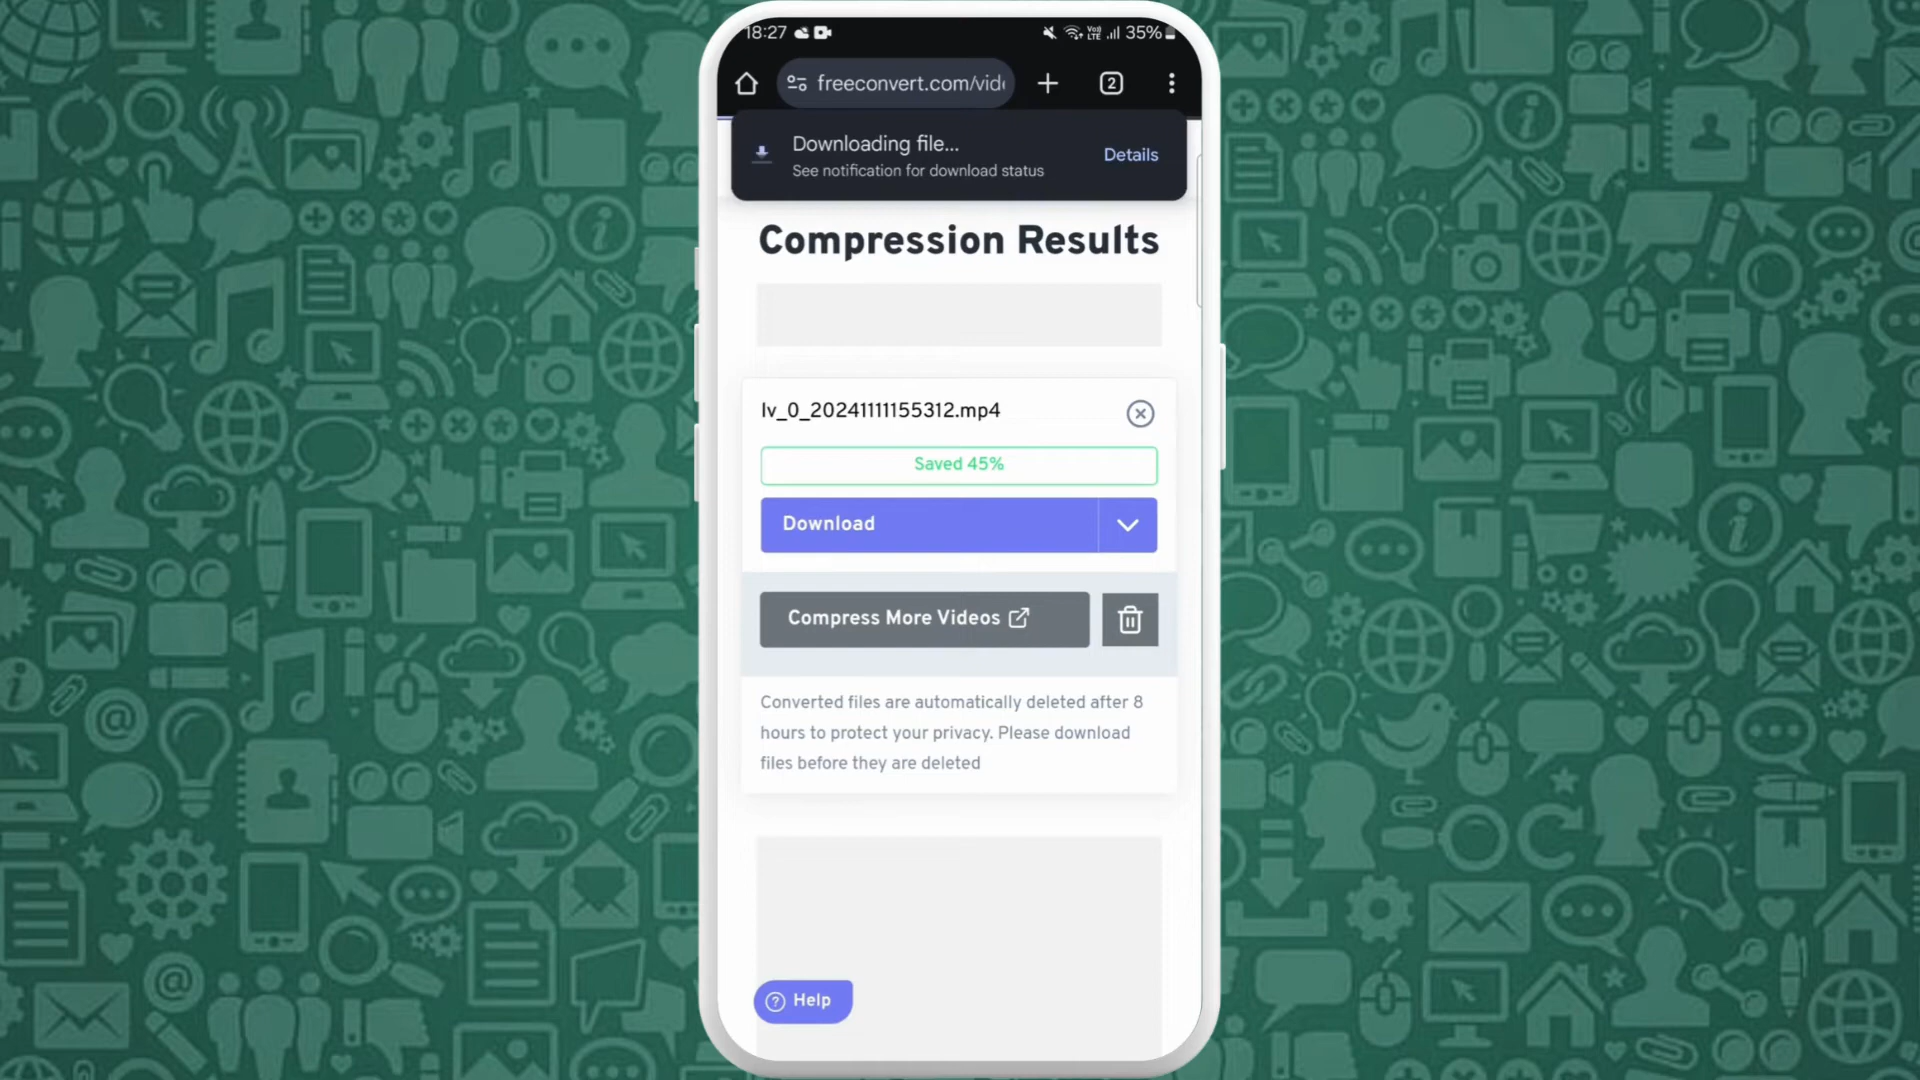 18:27
Vo)) LTE 35%
freeconvert.com/vid
2
Downloading file...
See notification for download status
Details
Compression Results
lv_0_20241111155312.mp4
Saved 45%
Download
Compress More Videos
Converted files are automatically deleted after 8
hours to protect your privacy. Please download
files before they are deleted
? Help